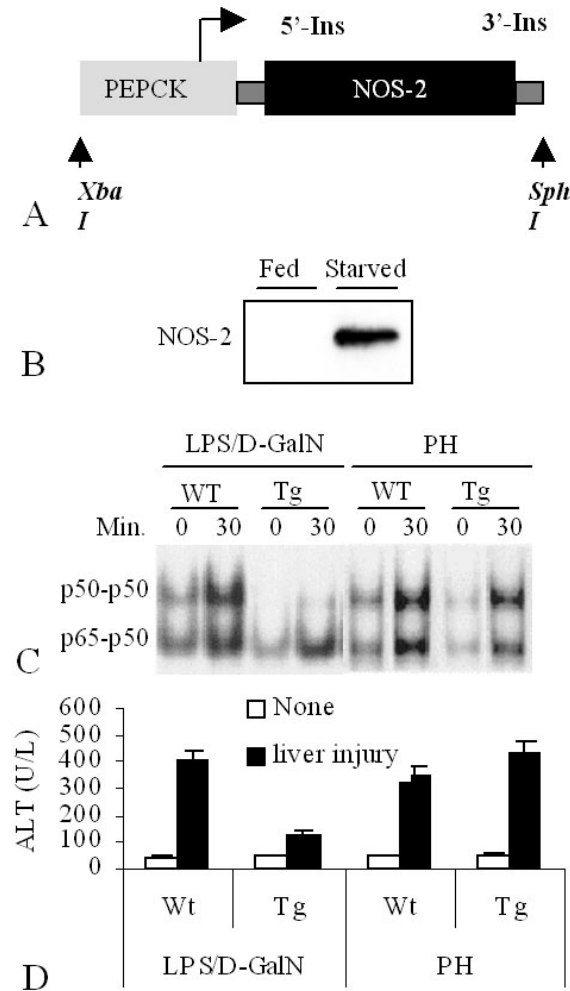 5'-Ins 3'-Ins
PEPCK NOS-2
Xba I Sph I
A
Fed Starved
NOS-2
B
LPS/D-GalN PH
WT Tg WT Tg
Min. 0 30 0 30 0 30 0 30
p50-p50
p65-p50
C
600
500
400
300
200
100
0
ALT (U/L)
None
liver injury
Wt Tg Wt Tg
LPS/D-GalN PH
D